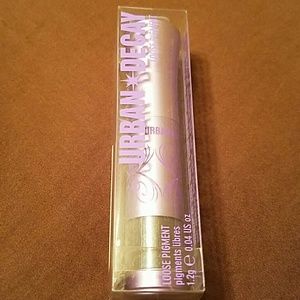 URBAN★DECAY
LOOSE PIGMENT
pigments libres
1.2g e 0.04 US oz
URBAN